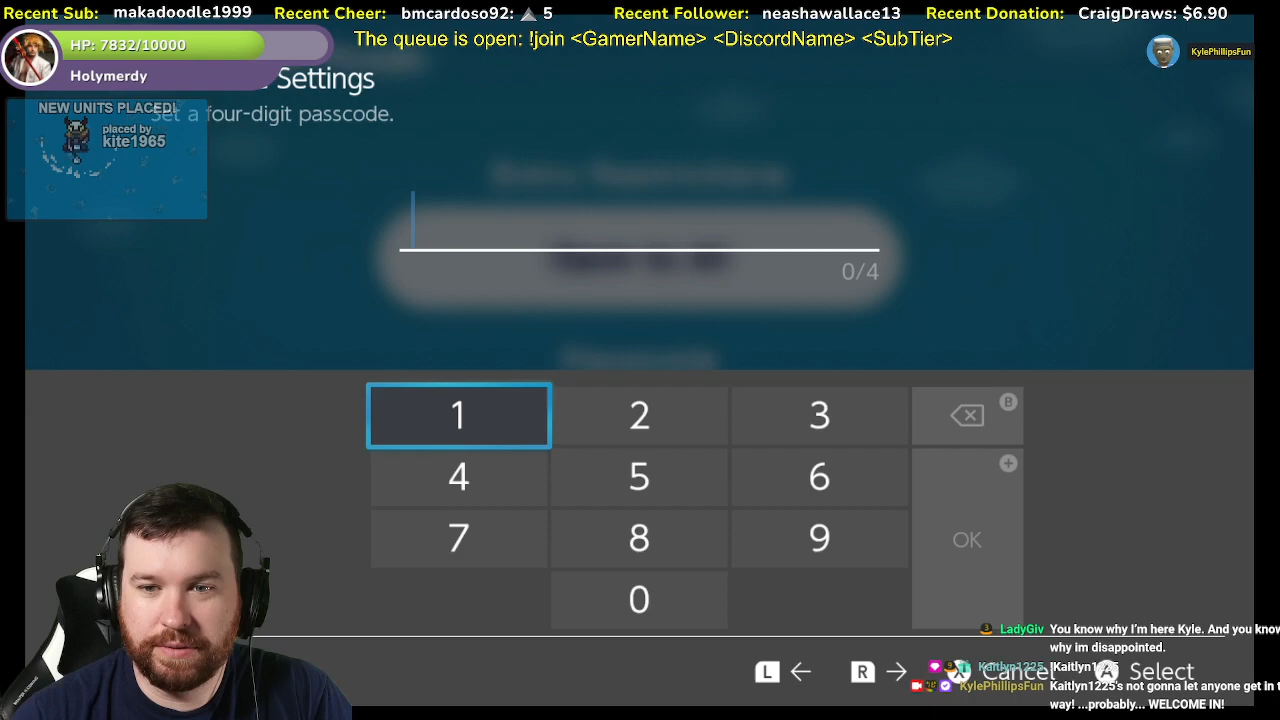 Recent Sub: makadoodle1999 Recent Cheer: bmcardoso92: 5 Recent Follower: neashawallace13 Recent Donation: CraigDraws: $6.90
The queue is open: !join <GamerName> <DiscordName> <SubTier>
HP: 7832/10000
Holymerdy
KylePhillipsFun
Settings
Set a four-digit passcode.
NEW UNITS PLACED!
placed by
kite1965
0/4
1 2 3 B
+
4 5 6
7 8 9 OK
0
LadyGiv You know why I'm here Kyle. And you know
why im disappointed.
Kaitlyn1225 !Kaitlyn1225
L R X Cancel A Select
KylePhillipsFun Kaitlyn1225's not gonna let anyone get in t
way! ...probably... WELCOME IN!